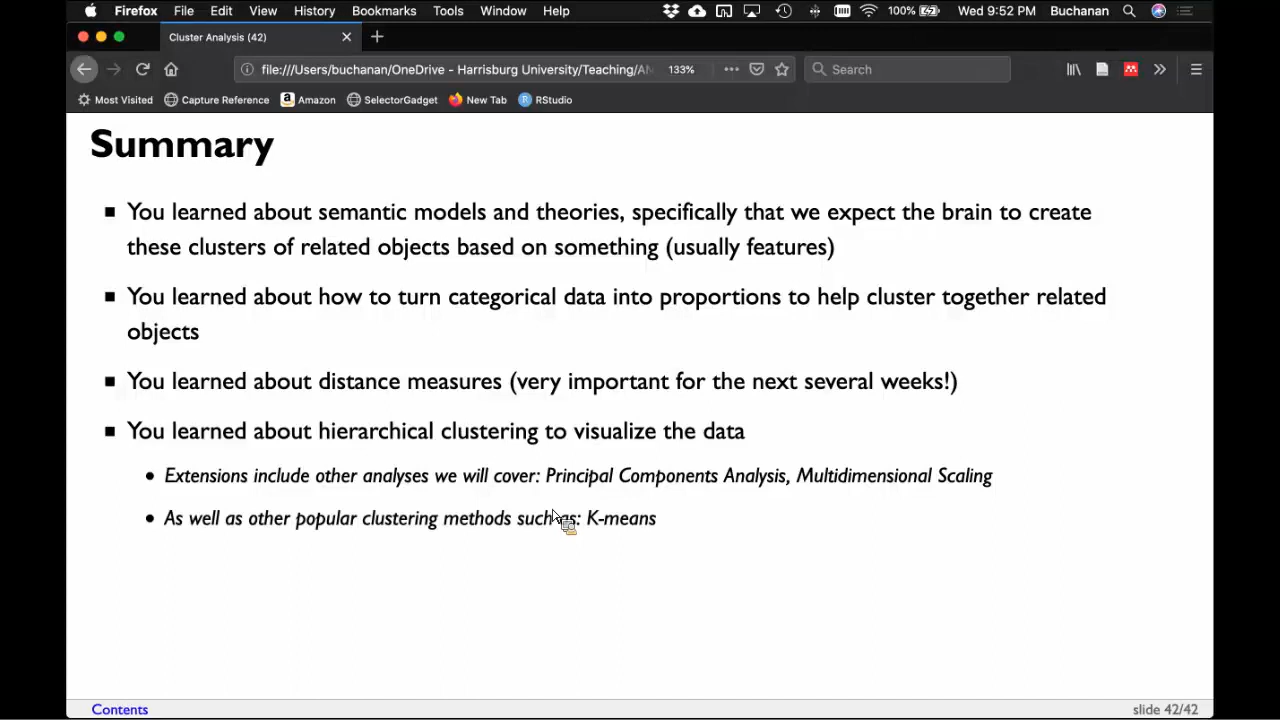 Firefox File Edit View History Bookmarks Tools Window Help 100% Wed 9:52 PM Buchanan
Cluster Analysis (42)
file:///Users/buchanan/OneDrive - Harrisburg University/Teaching/AN 133% Search
Most Visited Capture Reference Amazon SelectorGadget New Tab RStudio
Summary
You learned about semantic models and theories, specifically that we expect the brain to create
these clusters of related objects based on something (usually features)
You learned about how to turn categorical data into proportions to help cluster together related
objects
You learned about distance measures (very important for the next several weeks!)
You learned about hierarchical clustering to visualize the data
Extensions include other analyses we will cover: Principal Components Analysis, Multidimensional Scaling
As well as other popular clustering methods such as: K-means
Contents slide 42/42